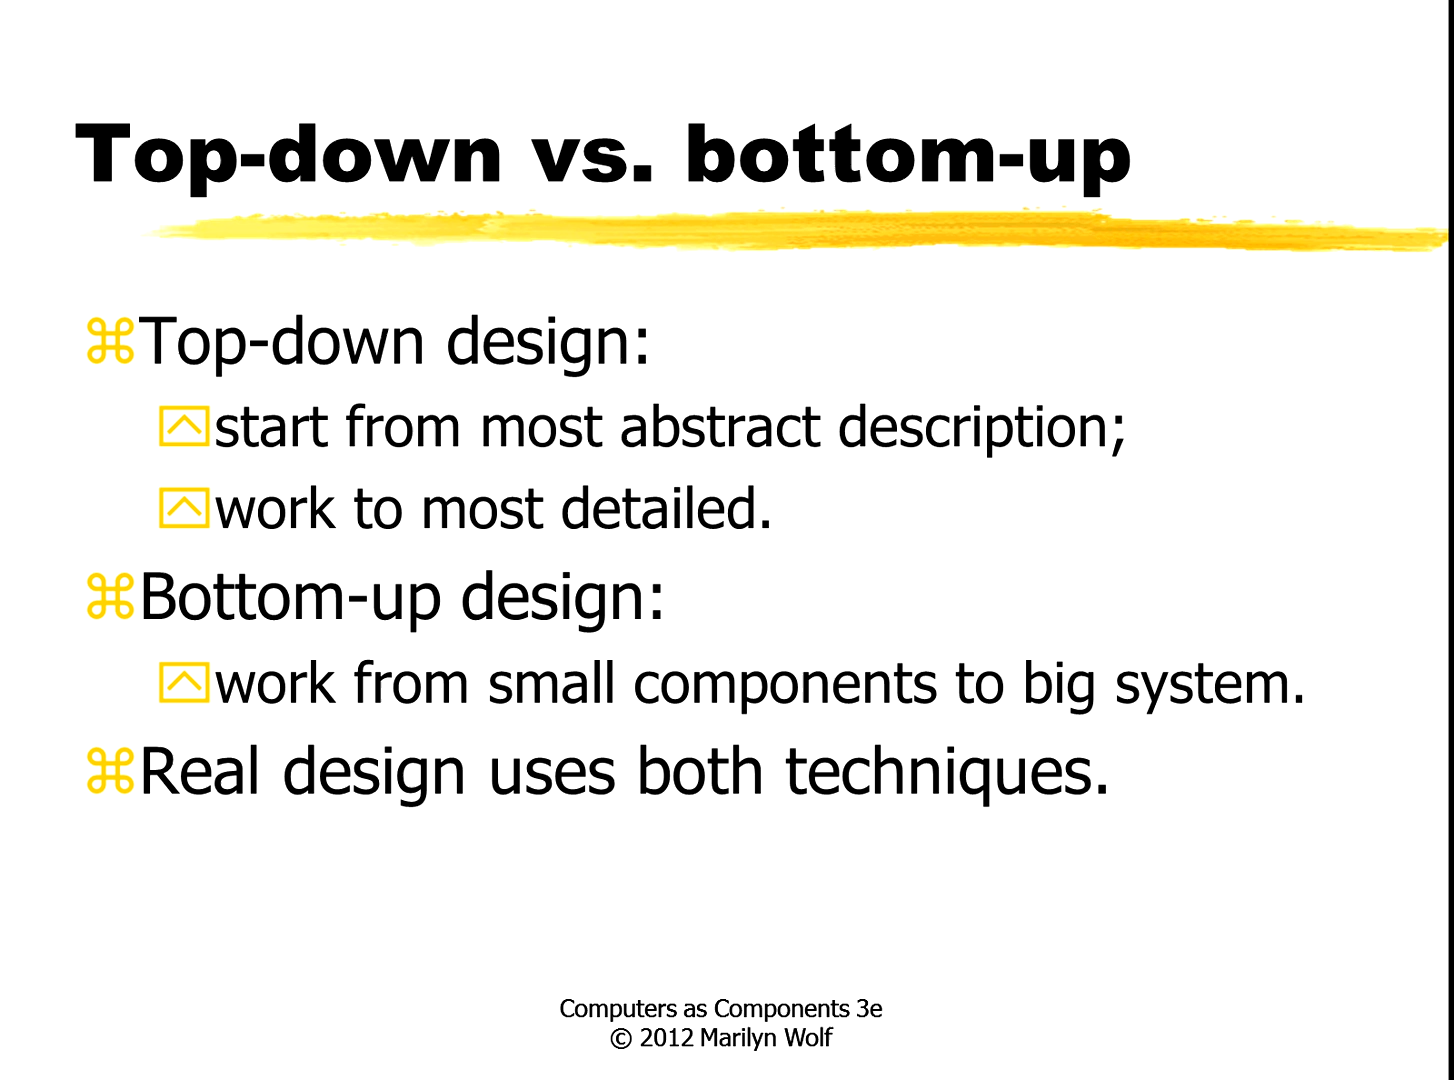 Top-down vs. bottom-up
⌘Top-down design:
start from most abstract description;
work to most detailed.
⌘Bottom-up design:
work from small components to big system.
⌘Real design uses both techniques.
Computers as Components 3e
© 2012 Marilyn Wolf